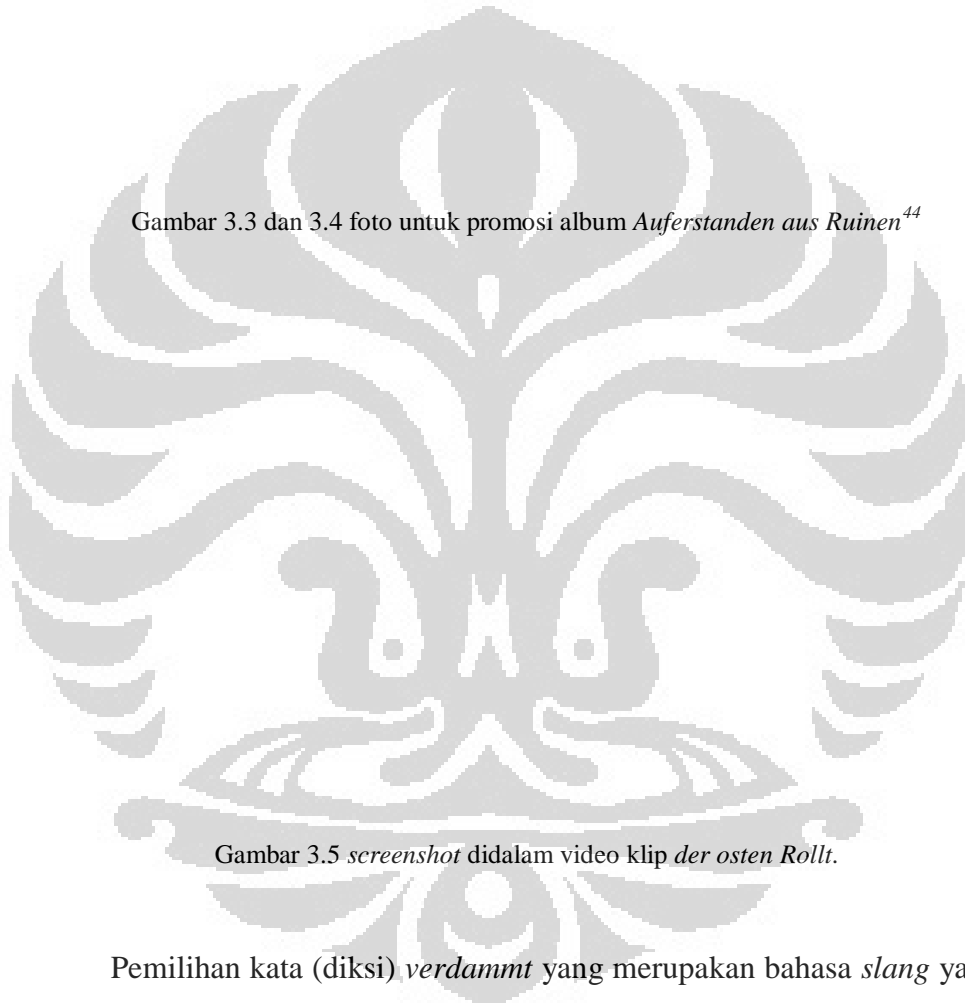 Gambar 3.3 dan 3.4 foto untuk promosi album Auferstanden aus Ruinen44
Gambar 3.5 screenshot didalam video klip der osten Rollt.
Pemilihan kata (diksi) verdammt yang merupakan bahasa slang